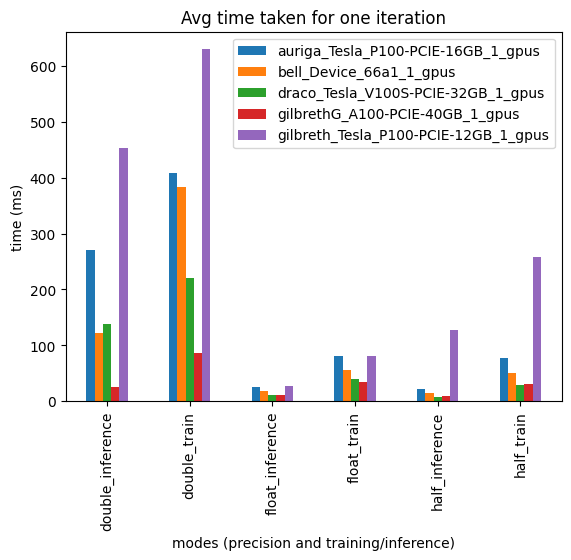 Avg time taken for one iteration
auriga_Tesla_P100-PCIE-16GB_1_gpus
bell_Device_66a1_1_gpus
draco_Tesla_V100S-PCIE-32GB_1_gpus
gilbrethG_A100-PCIE-40GB_1_gpus
gilbreth_Tesla_P100-PCIE-12GB_1_gpus
time (ms)
600
500
400
300
200
100
0
double_inference
double_train
float_inference
float_train
half_inference
half_train
modes (precision and training/inference)